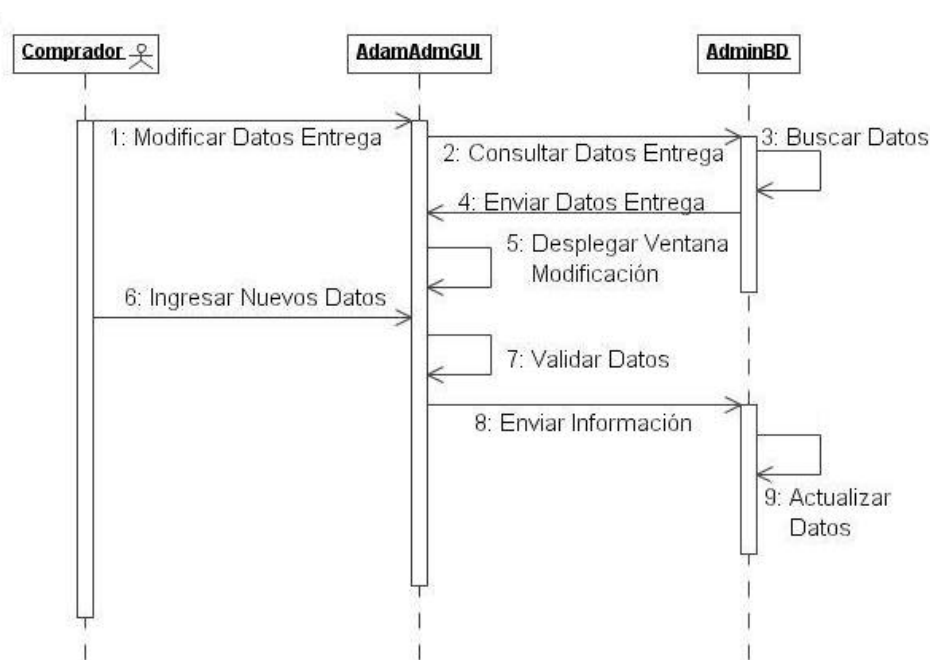 Comprador
AdamAdmGUI
AdminBD
1: Modificar Datos Entrega
2: Consultar Datos Entrega
3: Buscar Datos
4: Enviar Datos Entrega
5: Desplegar Ventana
Modificación
6: Ingresar Nuevos Datos
7: Validar Datos
8: Enviar Información
9: Actualizar
Datos